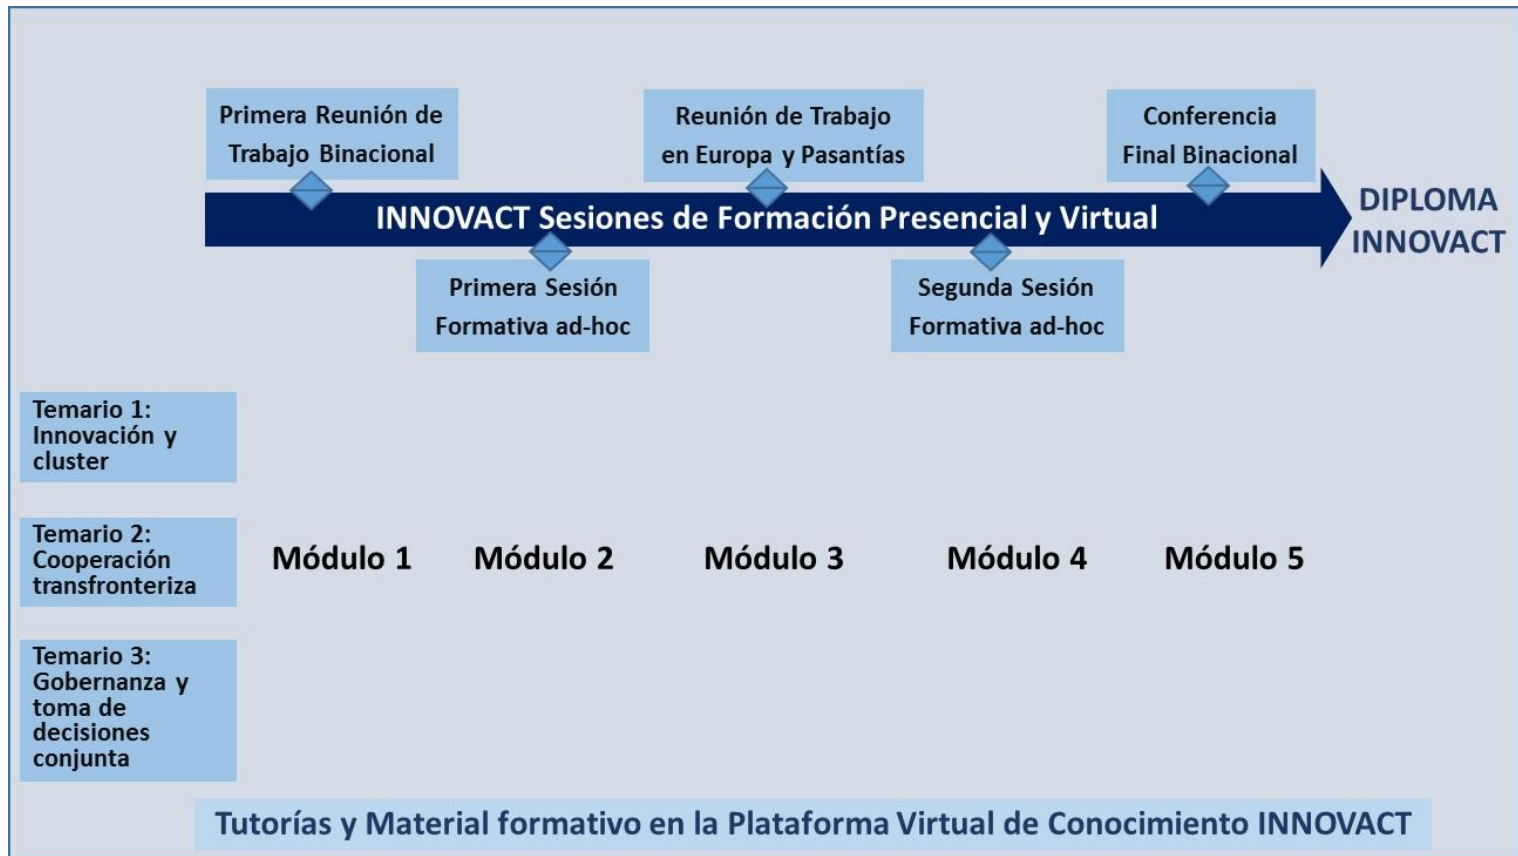 Primera Reunión de
Trabajo Binacional
Reunión de Trabajo
en Europa y Pasantías
Conferencia
Final Binacional
INNOVACT Sesiones de Formación Presencial y Virtual
DIPLOMA
INNOVACT
Primera Sesión
Formativa ad-hoc
Segunda Sesión
Formativa ad-hoc
Temario 1:
Innovación y
cluster
Temario 2:
Cooperación
transfronteriza
Módulo 1
Módulo 2
Módulo 3
Módulo 4
Módulo 5
Temario 3:
Gobernanza y
toma de
decisiones
conjunta
Tutorías y Material formativo en la Plataforma Virtual de Conocimiento INNOVACT